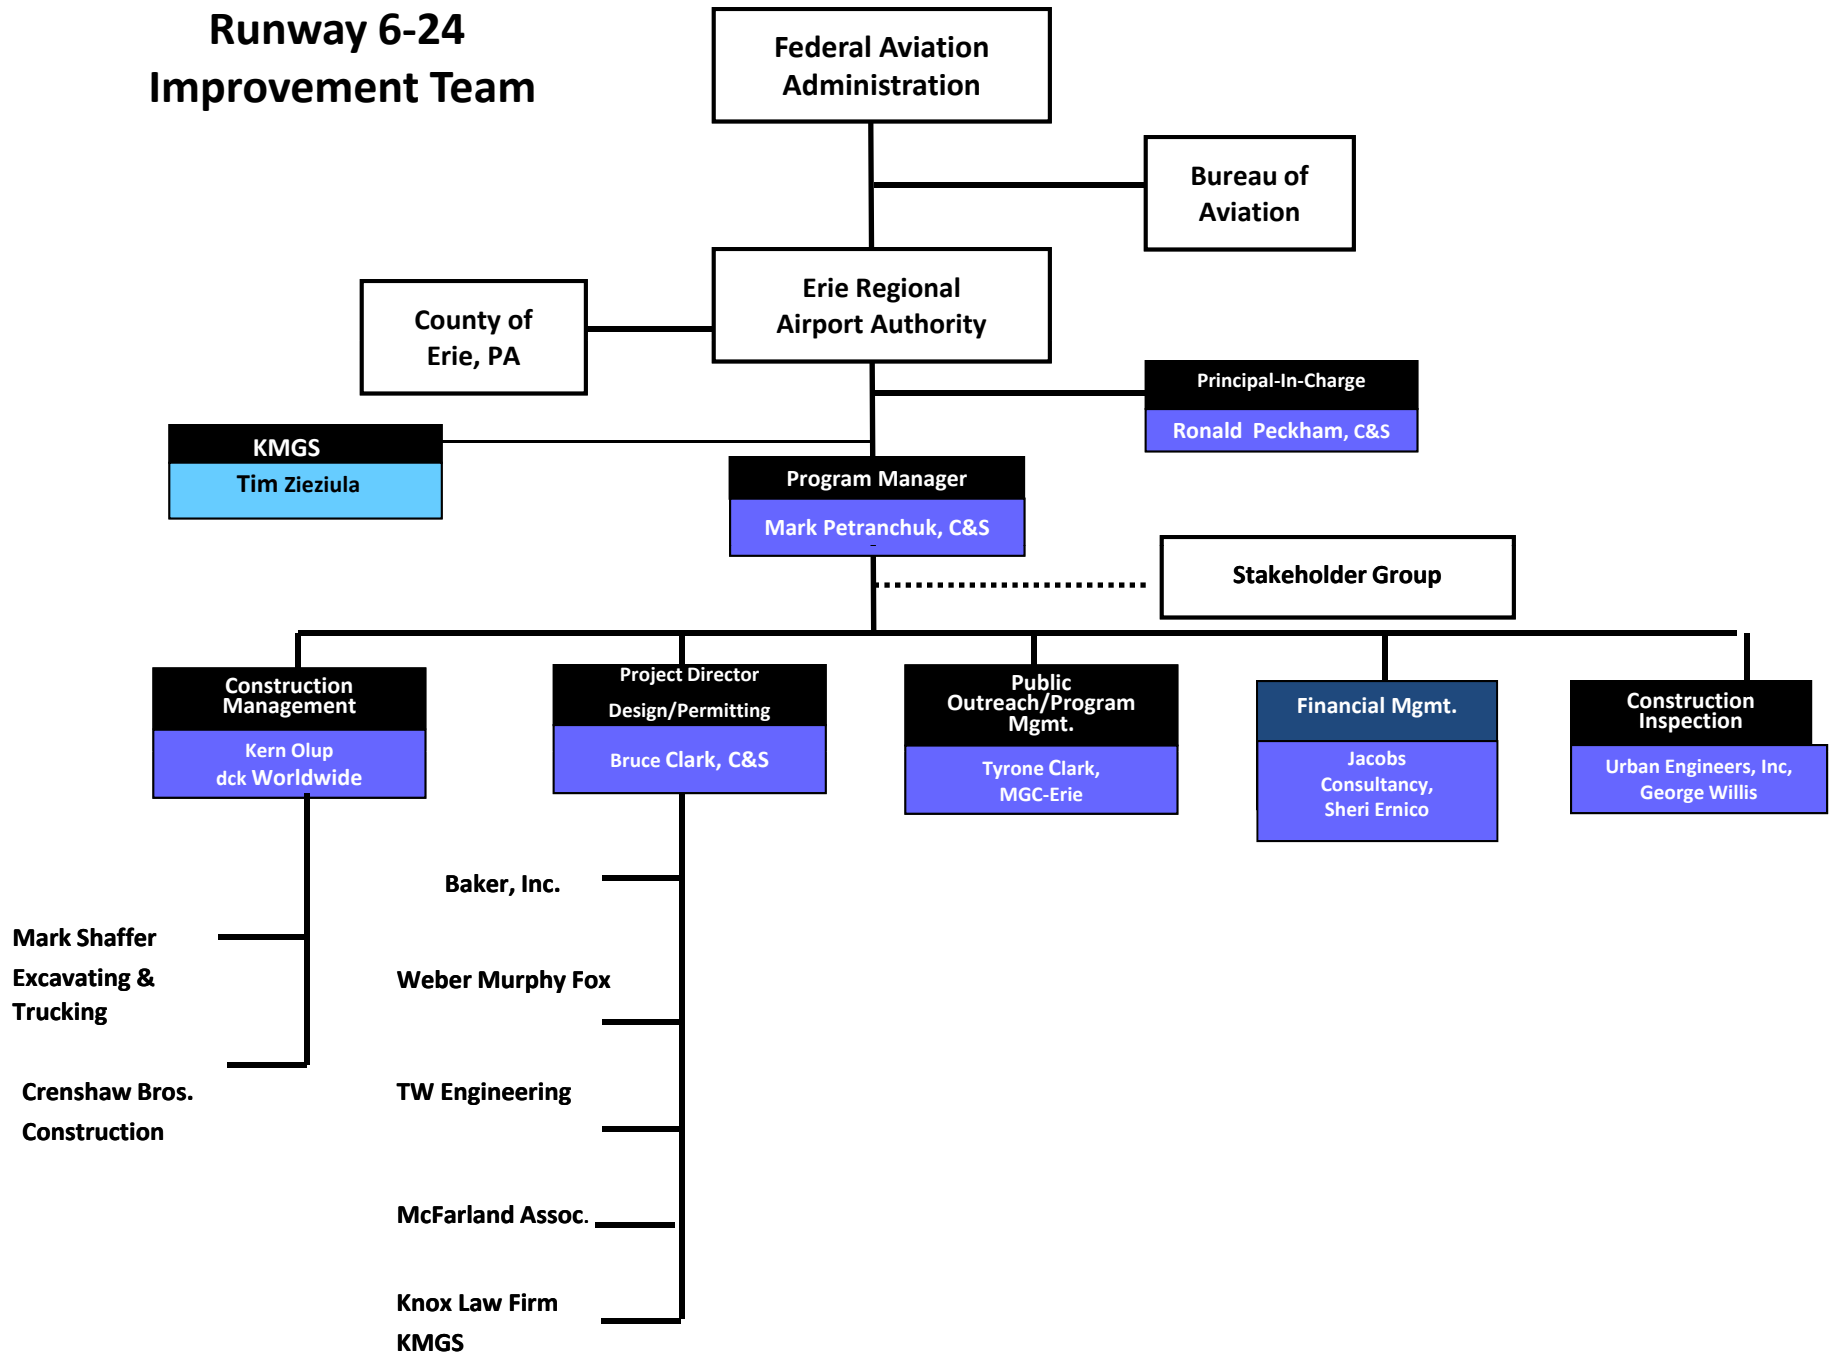 Runway 6-24
Improvement Team
Federal Aviation
Administration
Bureau of
Aviation
Erie Regional
Airport Authority
County of
Erie, PA
Principal-In-Charge
Ronald Peckham, C&S
KMGS
Tim Zieziula
Program Manager
Mark Petranchuk, C&S
Stakeholder Group
Construction
Management
Kern Olup
dck Worldwide
Project Director
Design/Permitting
Bruce Clark, C&S
Public
Outreach/Program
Mgmt.
Tyrone Clark,
MGC-Erie
Financial Mgmt.
Jacobs
Consultancy,
Sheri Ernico
Construction
Inspection
Urban Engineers, Inc,
George Willis
Mark Shaffer
Excavating &
Trucking
Crenshaw Bros.
Construction
Baker, Inc.
Weber Murphy Fox
TW Engineering
McFarland Assoc.
Knox Law Firm
KMGS